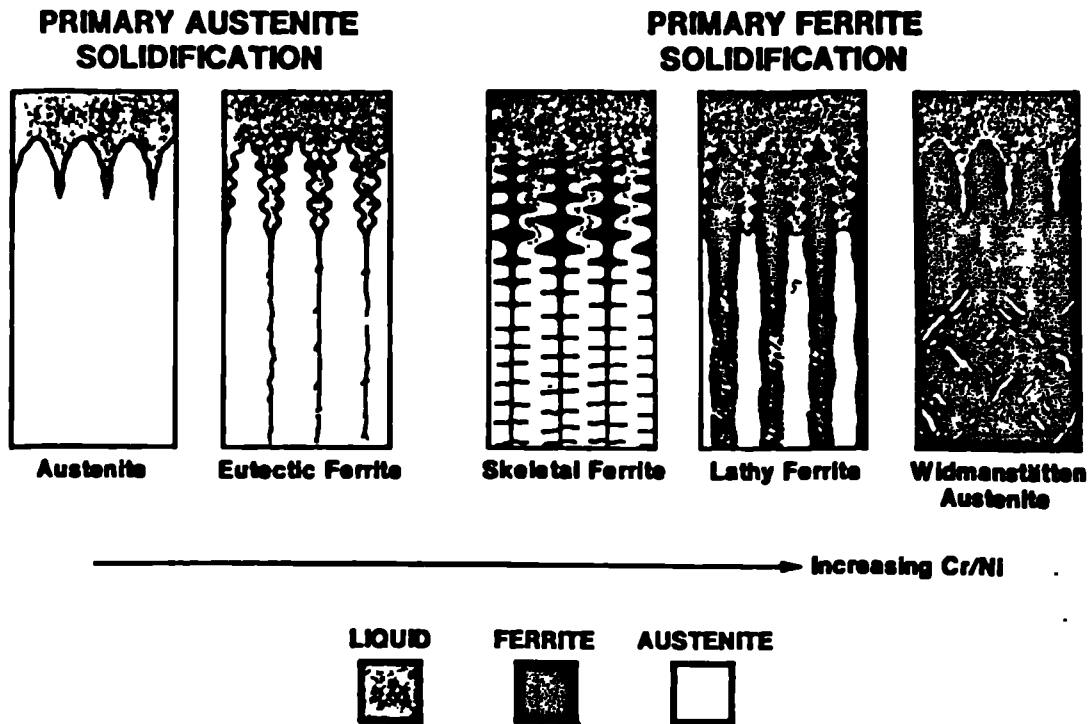 PRIMARY AUSTENITE
SOLIDIFICATION
PRIMARY FERRITE
SOLIDIFICATION
Austenite
Eutectic Ferrite
Skeletal Ferrite
Lathy Ferrite
Widmanstätten
Austenite
Increasing Cr/Ni
LIQUID
FERRITE
AUSTENITE